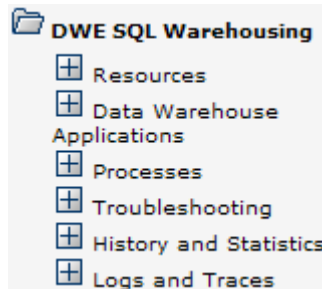 DWE SQL Warehousing
Resources
Data Warehouse
Applications
Processes
Troubleshooting
History and Statistics
Logs and Traces